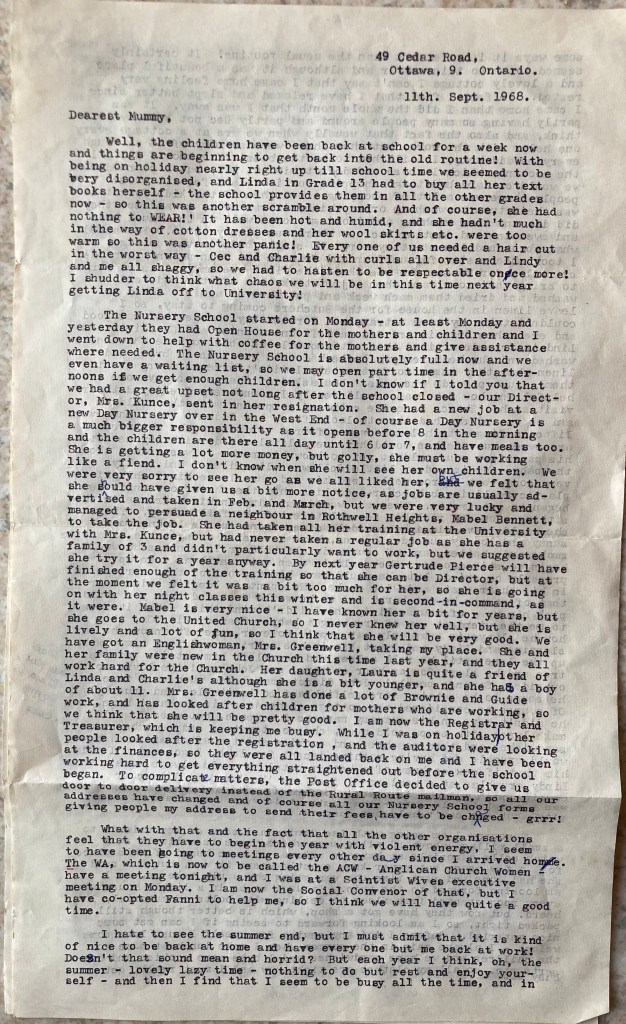 49 Cedar Road,
Ottawa, 9. Ontario.
11th. Sept. 1968.
Dearest Mummy,
Well, the children have been back at school for a week now
and things are beginning to get back into the old routine! With
being on holiday nearly right up till school time we seemed to be
very disorganised, and Linda in Grade 13 had to buy all her text
books herself - the school provides them in all the other grades
now - so this was another scramble around. And of course, she had
nothing to WEAR!' It has been hot and humid, and she hadn't much
in the way of cotton dresses and her wool skirts etc. were too
warm so this was another panic! Every one of us needed a hair cut
in the worst way - Cec and Charlie with curls all over and Lindy
and me all shaggy, so we had to hasten to be respectable once more!
I shudder to think what chaos we will be in this time next year
getting Linda off to University!
The Nursery School started on Monday - at least Monday and
yesterday they had Open House for the mothers and children and I
went down to help with coffee for the mothers and give assistance
where needed. The Nursery School is absolutely full now and we
even have a waiting list, so we may open part time in the after-
noons if we get enough children. I don't know if I told you that
we had a great upset not long after the school closed - our Direct-
or, Mrs. Kunce, sent in her resignation. She had a new job at a
new Day Nursery over in the West End - of course a Day Nursery is
a much bigger responsibility as it opens before 8 in the morning
and the children are there all day until 6 or 7, and have meals too.
She is getting a lot more money, but golly, she must be working
like a fiend. I don't know when she will see her own children. We
were very sorry to see her go as we all liked her, but we felt that
she could have given us a bit more notice, as jobs are usually ad-
vertised and taken in Feb. and March, but we were very lucky and
managed to persuade a neighbour in Rothwell Heights, Mabel Bennett,
to take the job. She had taken all her training at the University
with Mrs. Kunce, but had never taken a regular job as she has a
family of 3 and didn't particularly want to work, but we suggested
she try it for a year anyway. By next year Gertrude Pierce will have
finished enough of the training so that she can be Director, but at
the moment we felt it was a bit too much for her, so she is going
on with her night classes this winter and is second-in-command, as
it were. Mabel is very nice - I have known her a bit for years, but
she goes to the United Church, so I never knew her well, but she is
lively and a lot of fun, so I think that she will be very good. We
have got an Englishwoman, Mrs. Greenwell, taking my place. She and
her family were new in the Church this time last year, and they all
work hard for the Church. Her daughter, Laura is quite a friend of
Linda and Charlie's although she is a bit younger, and she has a boy
of about 11. Mrs. Greenwell has done a lot of Brownie and Guide
work, and has looked after children for mothers who are working, so
we think that she will be pretty good. I am now the Registrar and
Treasurer, which is keeping me busy. While I was on holiday, other
people looked after the registration , and the auditors were looking
at the finances, so they were all landed back on me and I have been
working hard to get everything straightened out before the school
began. To complicate matters, the Post Office decided to give us
door to door delivery instead of the Rural Route mailman, so all our
addresses have changed and of course all our Nursery School forms
giving people my address to send their fees, have to be changed - grrr!
What with that and the fact that all the other organisations
feel that they have to begin the year with violent energy, I seem
to have been going to meetings every other day since I arrived home.
The WA, which is now to be called the ACW - Anglican Church Women !
have a meeting tonight, and I was at a Scientist Wives executive
meeting on Monday. I am now the Social Convenor of that, but I
have co-opted Fanni to help me, so I think we will have quite a good
time.
I hate to see the summer end, but I must admit that it is kind
of nice to be back at home and have every one but me back at work!
Doesn't that sound mean and horrid? But each year I think, oh, the
summer - lovely lazy time - nothing to do but rest and enjoy your-
self - and then I find that I seem to be busy all the time, and in